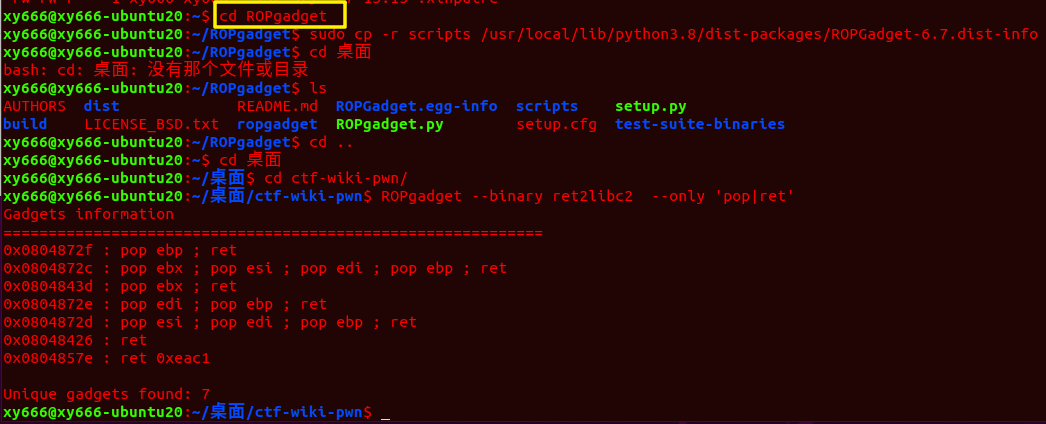 xy666@xy666-ubuntu20:~$ cd ROPgadget
xy666@xy666-ubuntu20:~/ROPgadget$ sudo cp -r scripts /usr/local/lib/python3.8/dist-packages/ROPGadget-6.7.dist-info
xy666@xy666-ubuntu20:~/ROPgadget$ cd 桌面
bash: cd: 桌面: 没有那个文件或目录
xy666@xy666-ubuntu20:~/ROPgadget$ ls
AUTHORS  dist             README.md   ROPGadget.egg-info  scripts    setup.py
build    LICENSE_BSD.txt  ropgadget  ROPgadget.py        setup.cfg  test-suite-binaries
xy666@xy666-ubuntu20:~/ROPgadget$ cd ..
xy666@xy666-ubuntu20:~$ cd 桌面
xy666@xy666-ubuntu20:~/桌面$ cd ctf-wiki-pwn/
xy666@xy666-ubuntu20:~/桌面/ctf-wiki-pwn$ ROPgadget --binary ret2libc2  --only 'pop|ret'
Gadgets information
============================================================
0x0804872f : pop ebp ; ret
0x0804872c : pop ebx ; pop esi ; pop edi ; pop ebp ; ret
0x0804843d : pop ebx ; ret
0x0804872e : pop edi ; pop ebp ; ret
0x0804872d : pop esi ; pop edi ; pop ebp ; ret
0x08048426 : ret
0x0804857e : ret 0xeac1
Unique gadgets found: 7
xy666@xy666-ubuntu20:~/桌面/ctf-wiki-pwn$ _